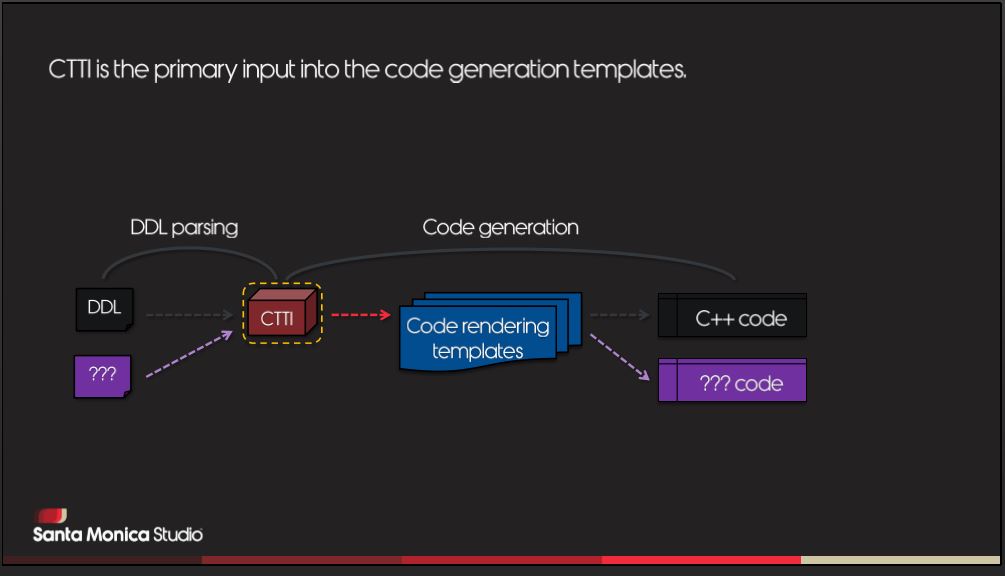 CTTI is the primary input into the code generation templates.
DDL parsing
Code generation
DDL
CTTI
Code rendering
templates
C++ code
???
??? code
Santa Monica Studio